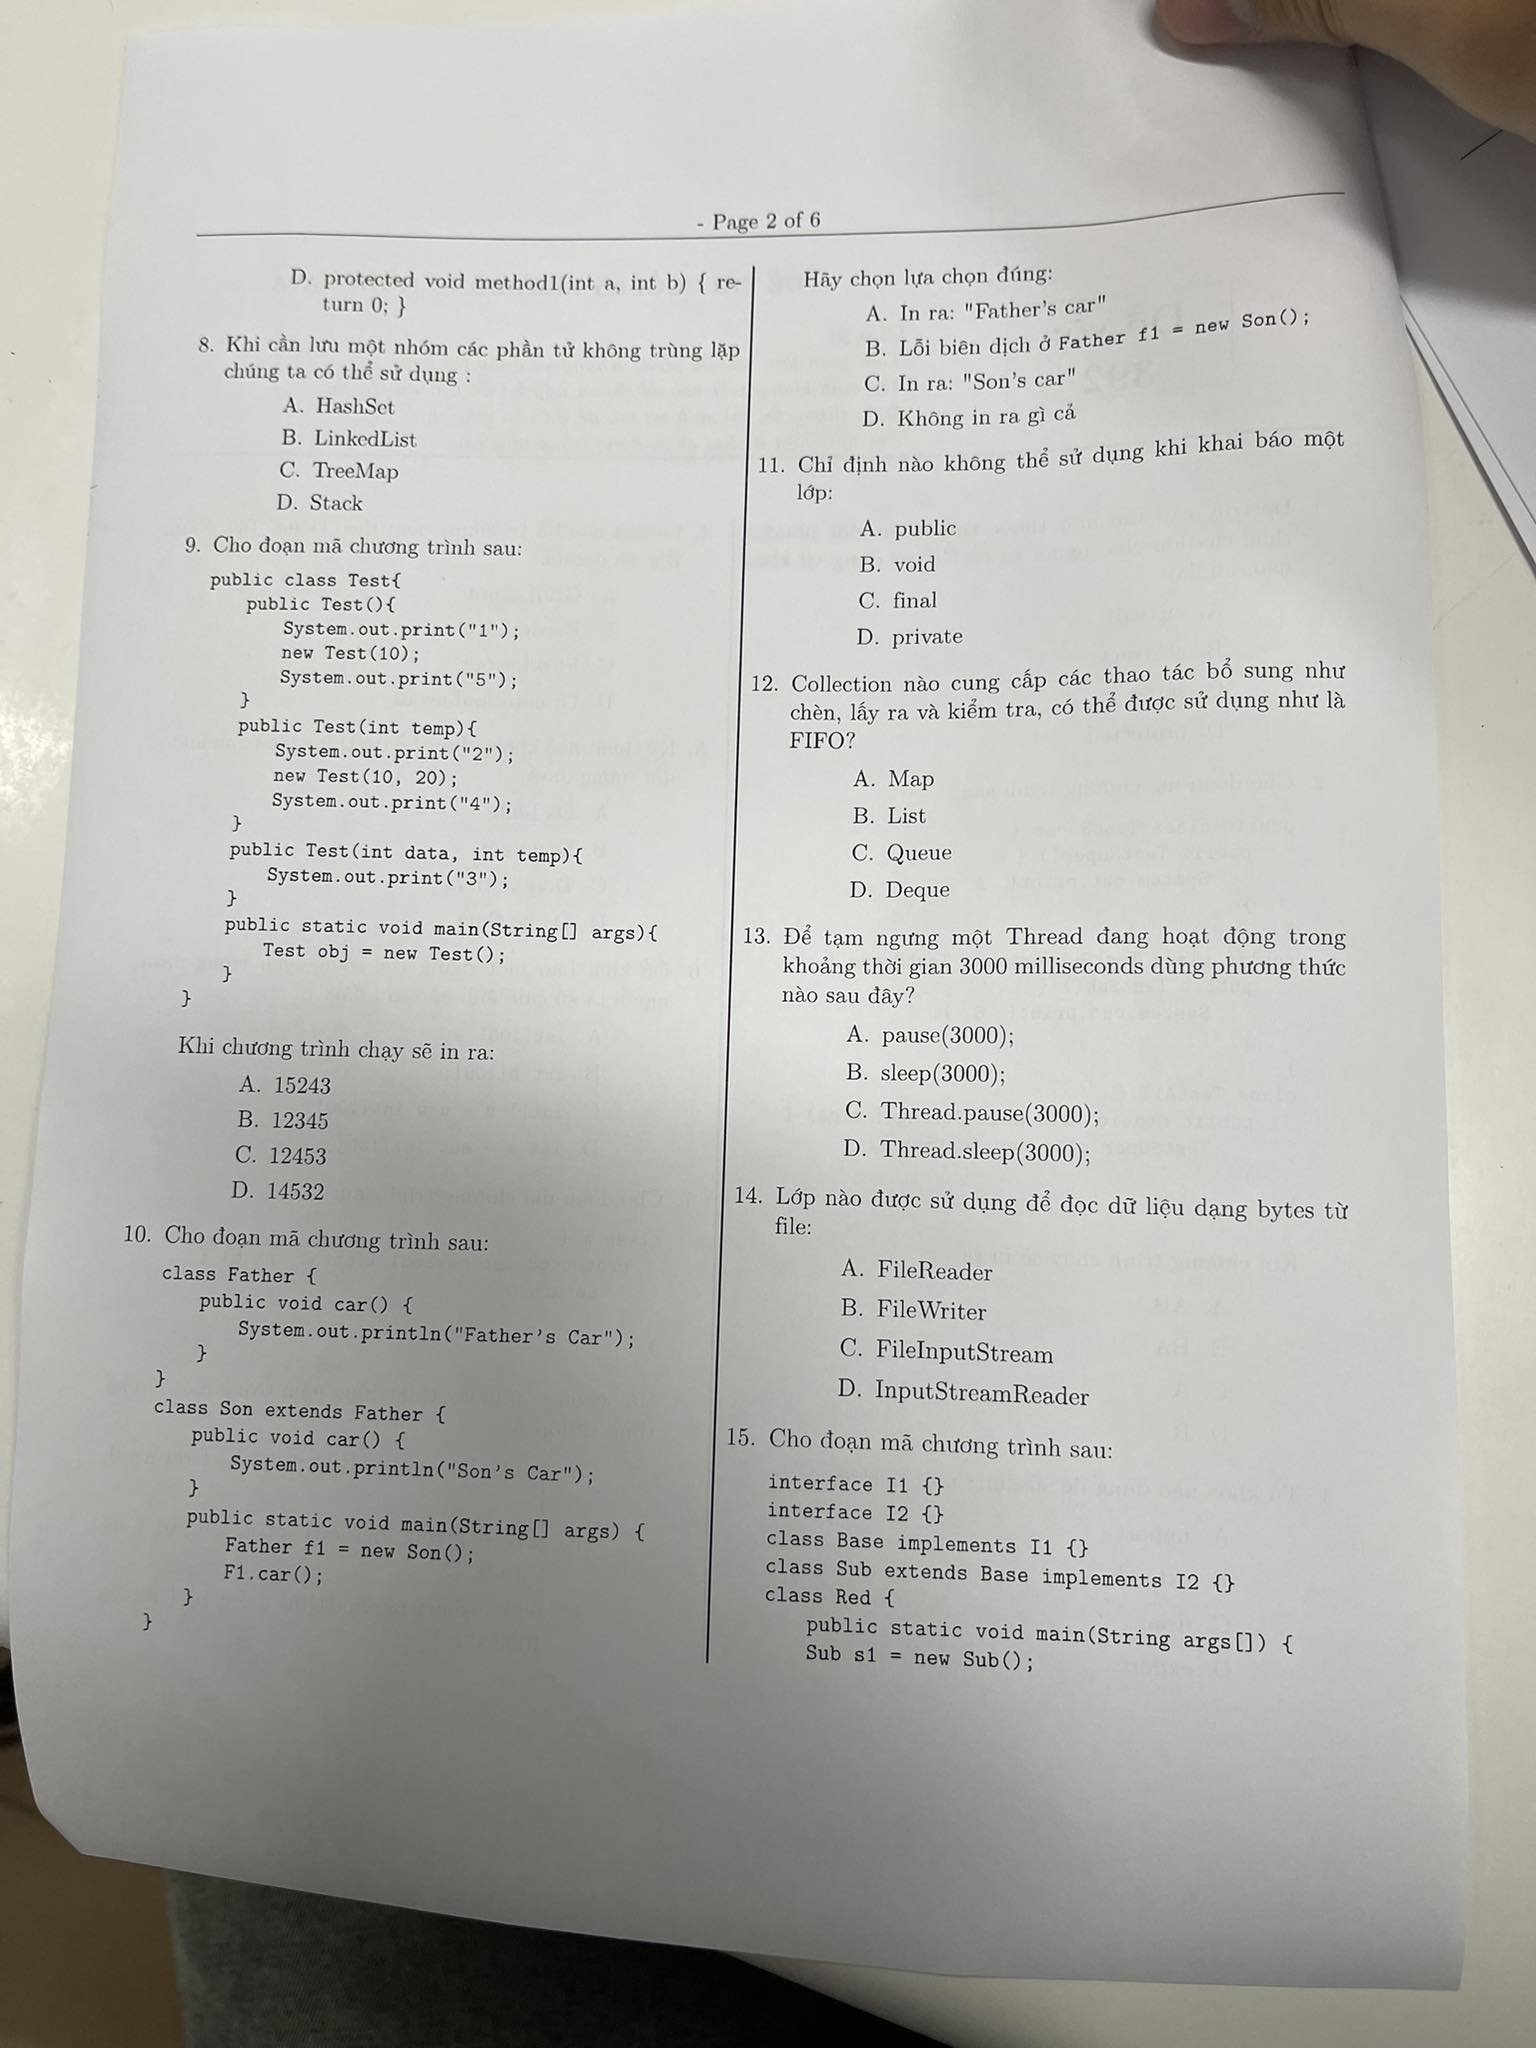 - Page 2 of 6
D. protected void method1(int a, int b) { re-
turn 0; }
8. Khi cần lưu một nhóm các phần tử không trùng lặp
chúng ta có thể sử dụng :
A. HashSet
B. LinkedList
C. TreeMap
D. Stack
9. Cho đoạn mã chương trình sau:
public class Test{
public Test(){
System.out.print("1");
new Test(10);
System.out.print("5");
}
public Test(int temp){
System.out.print("2");
new Test(10, 20);
System.out.print("4");
}
public Test(int data, int temp){
System.out.print("3");
}
public static void main(String[] args){
Test obj = new Test();
}
}
Khi chương trình chạy sẽ in ra:
A. 15243
B. 12345
C. 12453
D. 14532
10. Cho đoạn mã chương trình sau:
class Father {
public void car() {
System.out.println("Father's Car");
}
}
class Son extends Father {
public void car() {
System.out.println("Son's Car");
}
public static void main(String[] args) {
Father f1 = new Son();
F1.car();
}
}
Hãy chọn lựa chọn đúng:
A. In ra: "Father's car"
B. Lỗi biên dịch ở Father f1 = new Son();
C. In ra: "Son's car"
D. Không in ra gì cả
11. Chỉ định nào không thể sử dụng khi khai báo một
lớp:
A. public
B. void
C. final
D. private
12. Collection nào cung cấp các thao tác bổ sung như
chèn, lấy ra và kiểm tra, có thể được sử dụng như là
FIFO?
A. Map
B. List
C. Queue
D. Deque
13. Để tạm ngưng một Thread đang hoạt động trong
khoảng thời gian 3000 milliseconds dùng phương thức
nào sau đây?
A. pause(3000);
B. sleep(3000);
C. Thread.pause(3000);
D. Thread.sleep(3000);
14. Lớp nào được sử dụng để đọc dữ liệu dạng bytes từ
file:
A. FileReader
B. FileWriter
C. FileInputStream
D. InputStreamReader
15. Cho đoạn mã chương trình sau:
interface I1 {}
interface I2 {}
class Base implements I1 {}
class Sub extends Base implements I2 {}
class Red {
public static void main(String args[]) {
Sub s1 = new Sub();